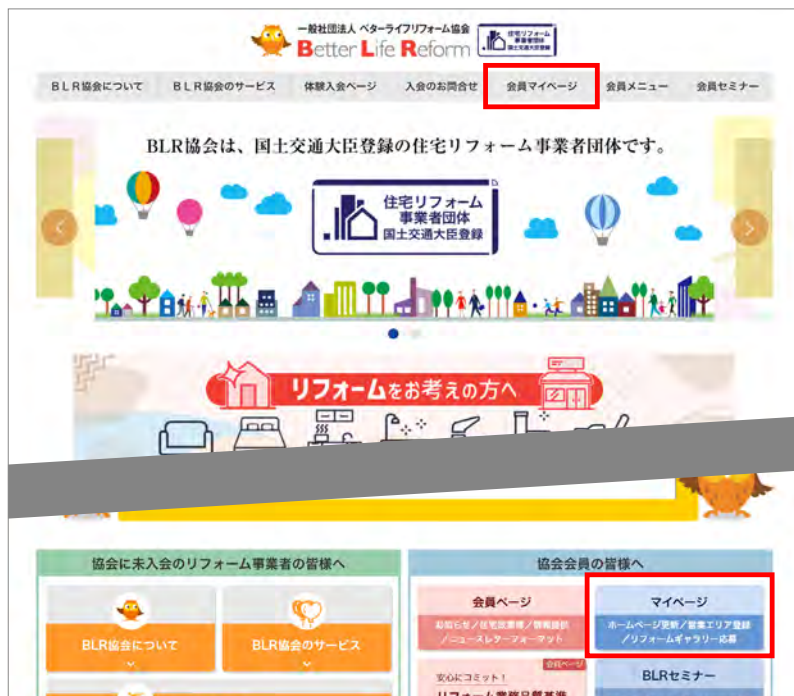 一般社団法人 ベターライフリフォーム協会
Better Life Reform
住宅リフォーム
事業者団体
国土交通大臣登録
BLR協会について BLR協会のサービス 体験入会ページ 入会のお問合せ 会員マイページ 会員メニュー 会員セミナー
BLR協会は、国土交通大臣登録の住宅リフォーム事業者団体です。
住宅リフォーム
事業者団体
国土交通大臣登録
リフォームをお考えの方へ
協会に未入会のリフォーム事業者の皆様へ
BLR協会について
BLR協会のサービス
協会会員の皆様へ
会員ページ
お知らせ/住宅政策等/情報提供
/ニュースレターフォーマット
マイページ
ホームページ更新/営業エリア登録
/リフォームギャラリー応募
会員ページ
安心にコミット!
リフォーム業務品質基準
BLRセミナー